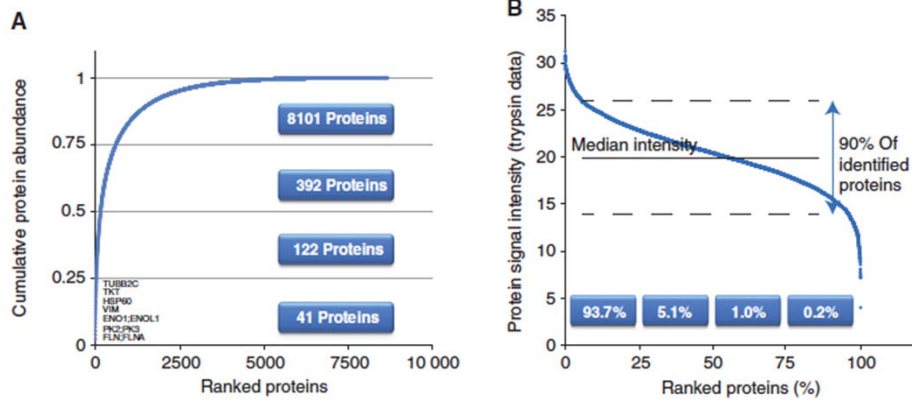 A
Cumulative protein abundance
1
0.75
0.5
0.25
0
8101 Proteins
392 Proteins
122 Proteins
41 Proteins
TUBB2C
TKT
HSP60
VIM
ENO1;ENOL1
PK2;PK3
FLN;FLNA
0 2500 5000 7500 10 000
Ranked proteins
B
Protein signal intensity (trypsin data)
35
30
25
20
15
10
5
0
Median intensity
90% Of
identified
proteins
93.7% 5.1% 1.0% 0.2%
0 25 50 75 100
Ranked proteins (%)